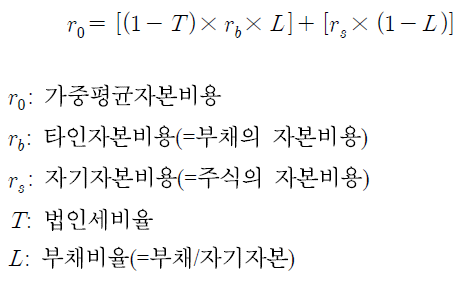 r₀ = [(1 − T) × r_b × L] + [r_s × (1 − L)]
r₀: 가중평균자본비용
r_b: 타인자본비용(=부채의 자본비용)
r_s: 자기자본비용(=주식의 자본비용)
T: 법인세비율
L: 부채비율(=부채/자기자본)